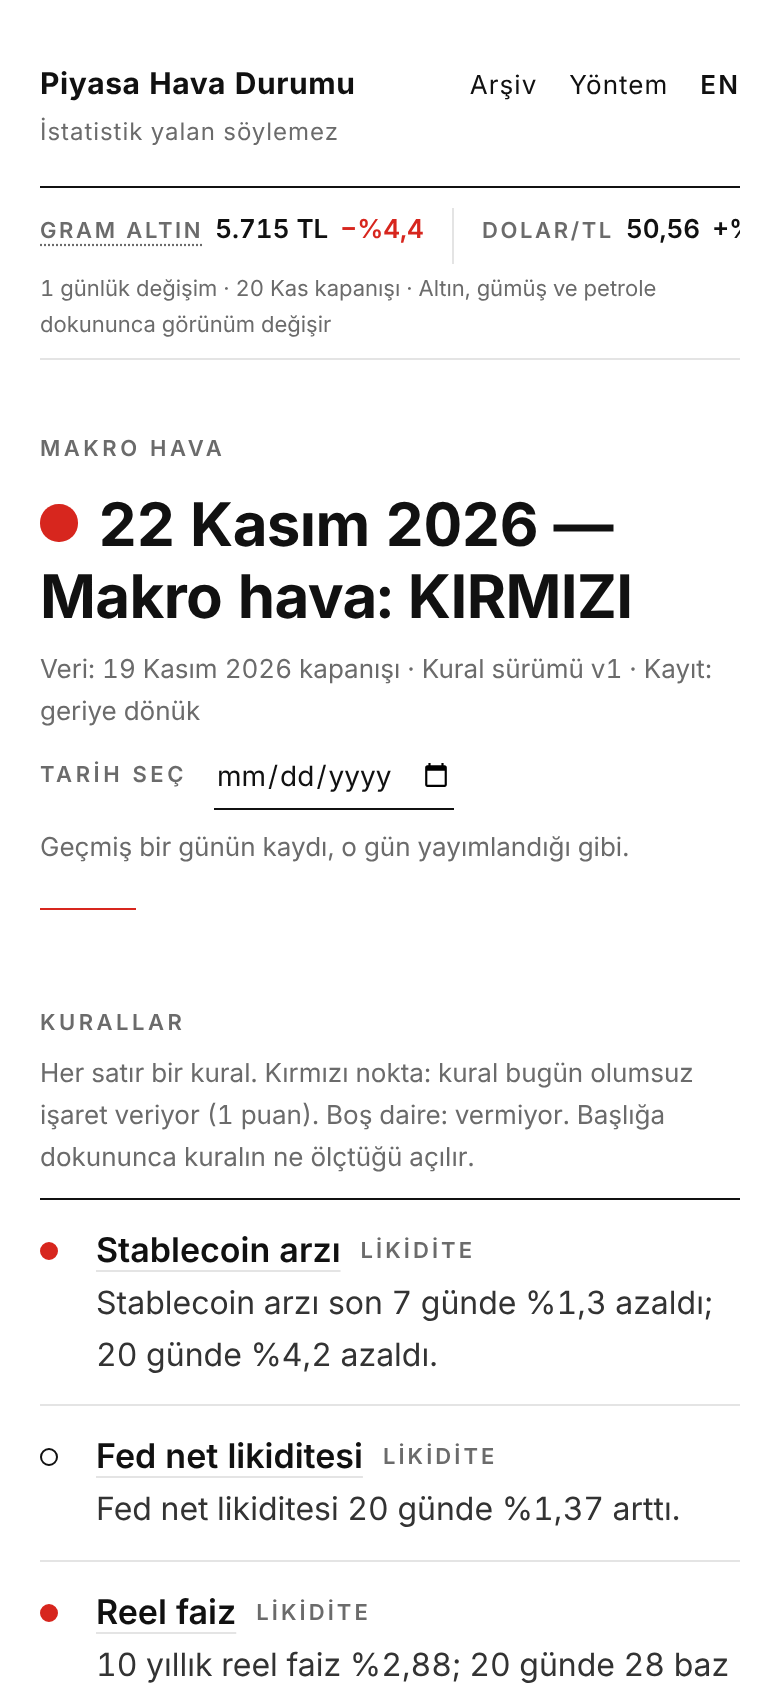 Piyasa Hava Durumu
Arşiv Yöntem EN
İstatistik yalan söylemez
GRAM ALTIN 5.715 TL −%4,4 DOLAR/TL 50,56 +%
1 günlük değişim · 20 Kas kapanışı · Altın, gümüş ve petrole
dokununca görünüm değişir
MAKRO HAVA
22 Kasım 2026 —
Makro hava: KIRMIZI
Veri: 19 Kasım 2026 kapanışı · Kural sürümü v1 · Kayıt:
geriye dönük
TARİH SEÇ mm/dd/yyyy
Geçmiş bir günün kaydı, o gün yayımlandığı gibi.
KURALLAR
Her satır bir kural. Kırmızı nokta: kural bugün olumsuz
işaret veriyor (1 puan). Boş daire: vermiyor. Başlığa
dokununca kuralın ne ölçtüğü açılır.
Stablecoin arzı LİKİDİTE
Stablecoin arzı son 7 günde %1,3 azaldı;
20 günde %4,2 azaldı.
Fed net likiditesi LİKİDİTE
Fed net likiditesi 20 günde %1,37 arttı.
Reel faiz LİKİDİTE
10 yıllık reel faiz %2,88; 20 günde 28 baz